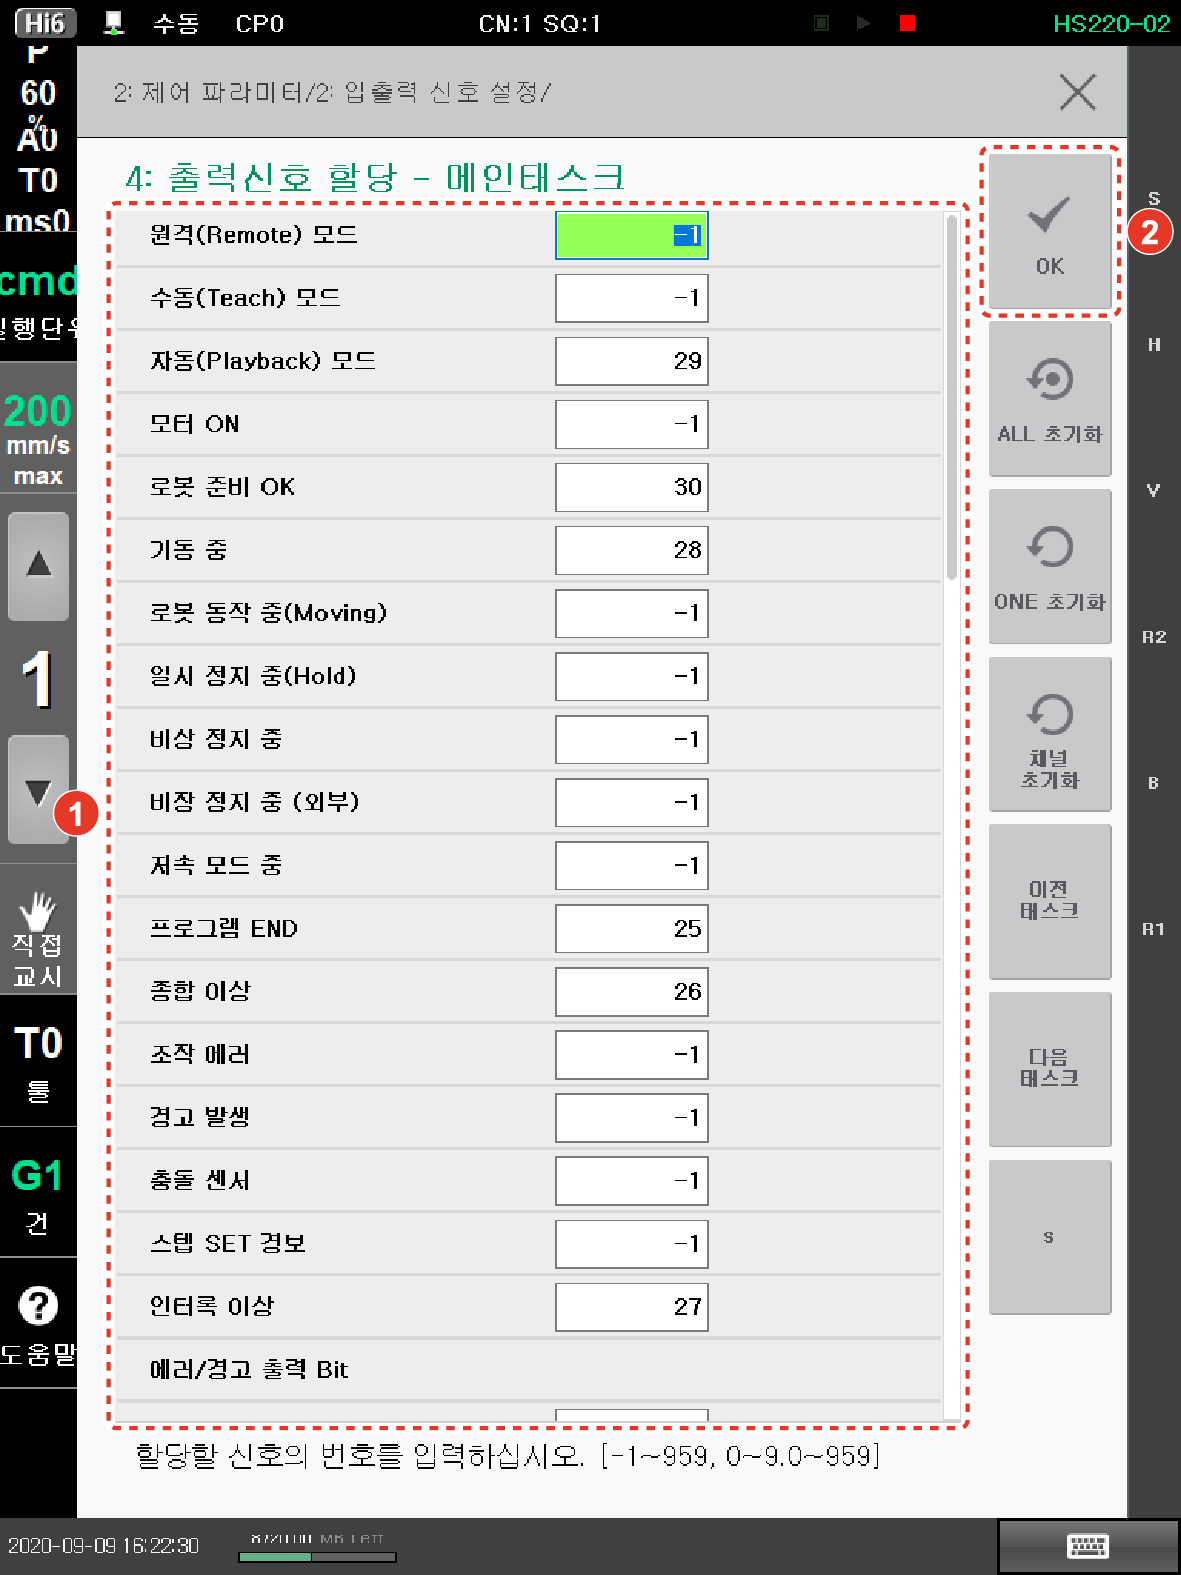 Hi6 수동 CP0 CN:1 SQ:1 HS220-02
P
60
%
A0
T0
ms0
cmd
실행단위
200
mm/s
max
1
직접
교시
T0
툴
G1
건
도움말
2: 제어 파라미터/2: 입출력 신호 설정/
4: 출력신호 할당 - 메인태스크
원격(Remote) 모드 -1
수동(Teach) 모드 -1
자동(Playback) 모드 29
모터 ON -1
로봇 준비 OK 30
기동 중 28
로봇 동작 중(Moving) -1
일시 정지 중(Hold) -1
비상 정지 중 -1
비장 정지 중 (외부) -1
저속 모드 중 -1
프로그램 END 25
종합 이상 26
조작 에러 -1
경고 발생 -1
충돌 센서 -1
스텝 SET 경보 -1
인터록 이상 27
에러/경고 출력 Bit
할당할 신호의 번호를 입력하십시오. [-1~959, 0~9.0~959]
1
2
OK
ALL 초기화
ONE 초기화
채널
초기화
이전
태스크
다음
태스크
s
S
H
V
R2
B
R1
2020-09-09 16:22:30
MB Left